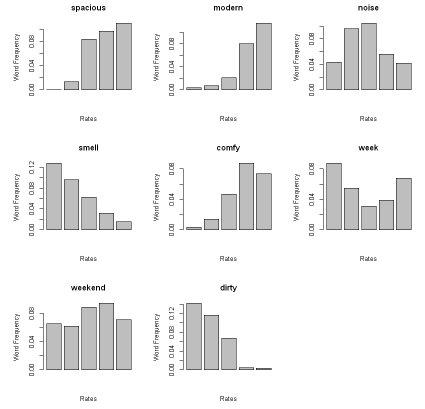 spacious
Word Frequency
0.00 0.04 0.08
Rates
modern
Word Frequency
0.00 0.04 0.08
Rates
noise
Word Frequency
0.00 0.04 0.08
Rates
smell
Word Frequency
0.00 0.04 0.08 0.12
Rates
comfy
Word Frequency
0.00 0.04 0.08
Rates
week
Word Frequency
0.00 0.04 0.08
Rates
weekend
Word Frequency
0.00 0.04 0.08
Rates
dirty
Word Frequency
0.00 0.04 0.08 0.12
Rates